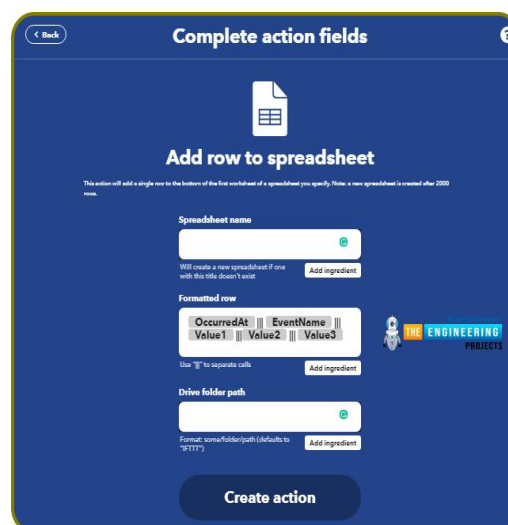 < Back
Complete action fields
?
Add row to spreadsheet
This action will add a single row to the bottom of the first worksheet of a spreadsheet you specify. Note: a new spreadsheet is created after 2000
rows.
Spreadsheet name
Will create a new spreadsheet if one
with this title doesn't exist
Add ingredient
Formatted row
OccurredAt ||| EventName |||
Value1 ||| Value2 ||| Value3
Use "|||" to separate cells
Add ingredient
THE ENGINEERING
PROJECTS
Drive folder path
Format: some/folder/path (defaults to
"IFTTT")
Add ingredient
Create action